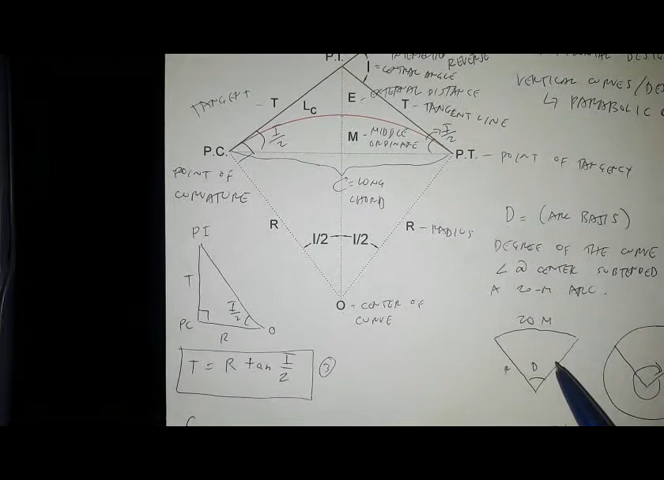 P.I.
REVERSE
I = CENTRAL ANGLE
VERTICAL CURVES/DE
↳ PARABOLIC
E - EXTERNAL DISTANCE
TANGENT - T
Lc
T - TANGENT LINE
I/2
M - MIDDLE ORDINATE
I/2
P.C.
P.T. - POINT OF TANGENCY
POINT OF
CURVATURE
C = LONG
CHORD
R
R - RADIUS
I/2
I/2
D = (ARC BASIS)
DEGREE OF THE CURVE
∠ @ CENTER SUBTENDED
A 20-M ARC.
O - CENTER OF
CURVE
PI
T
I/2
PC
R
O
T = R tan I/2
3
20 M
R
D